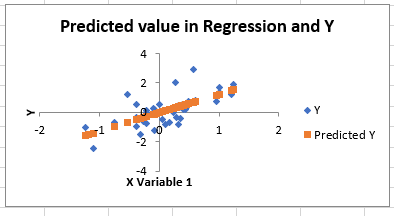 Predicted value in Regression and Y
4
2
0
-2
-4
-2
-1
0
1
2
Y
X Variable 1
Y
Predicted Y